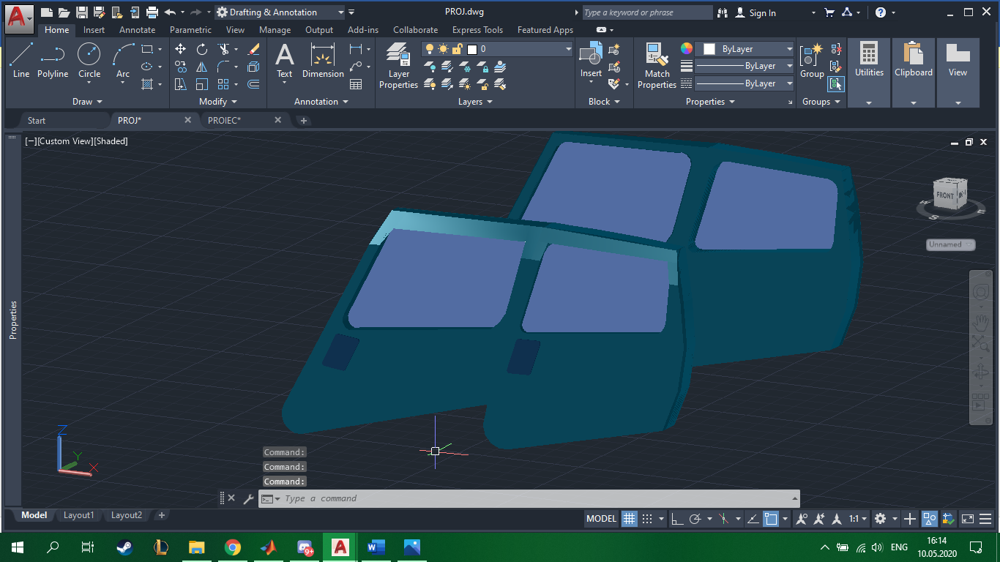 A
Drafting & Annotation
PROJ.dwg
Type a keyword or phrase
Sign In
Home Insert Annotate Parametric View Manage Output Add-ins Collaborate Express Tools Featured Apps
Line Polyline Circle Arc
Draw
Modify
Text Dimension
Annotation
Layer Properties
0
Layers
Insert
Block
Match Properties
ByLayer
ByLayer
ByLayer
Properties
Group
Groups
Utilities
Clipboard
View
Start PROJ* PROIEC*
[−][Custom View][Shaded]
Properties
FRONT
W
S
E
Unnamed
Z
Y
X
Command:
Command:
Command:
Type a command
Model Layout1 Layout2
MODEL
1:1
9+
A
W
ENG
16:14
10.05.2020